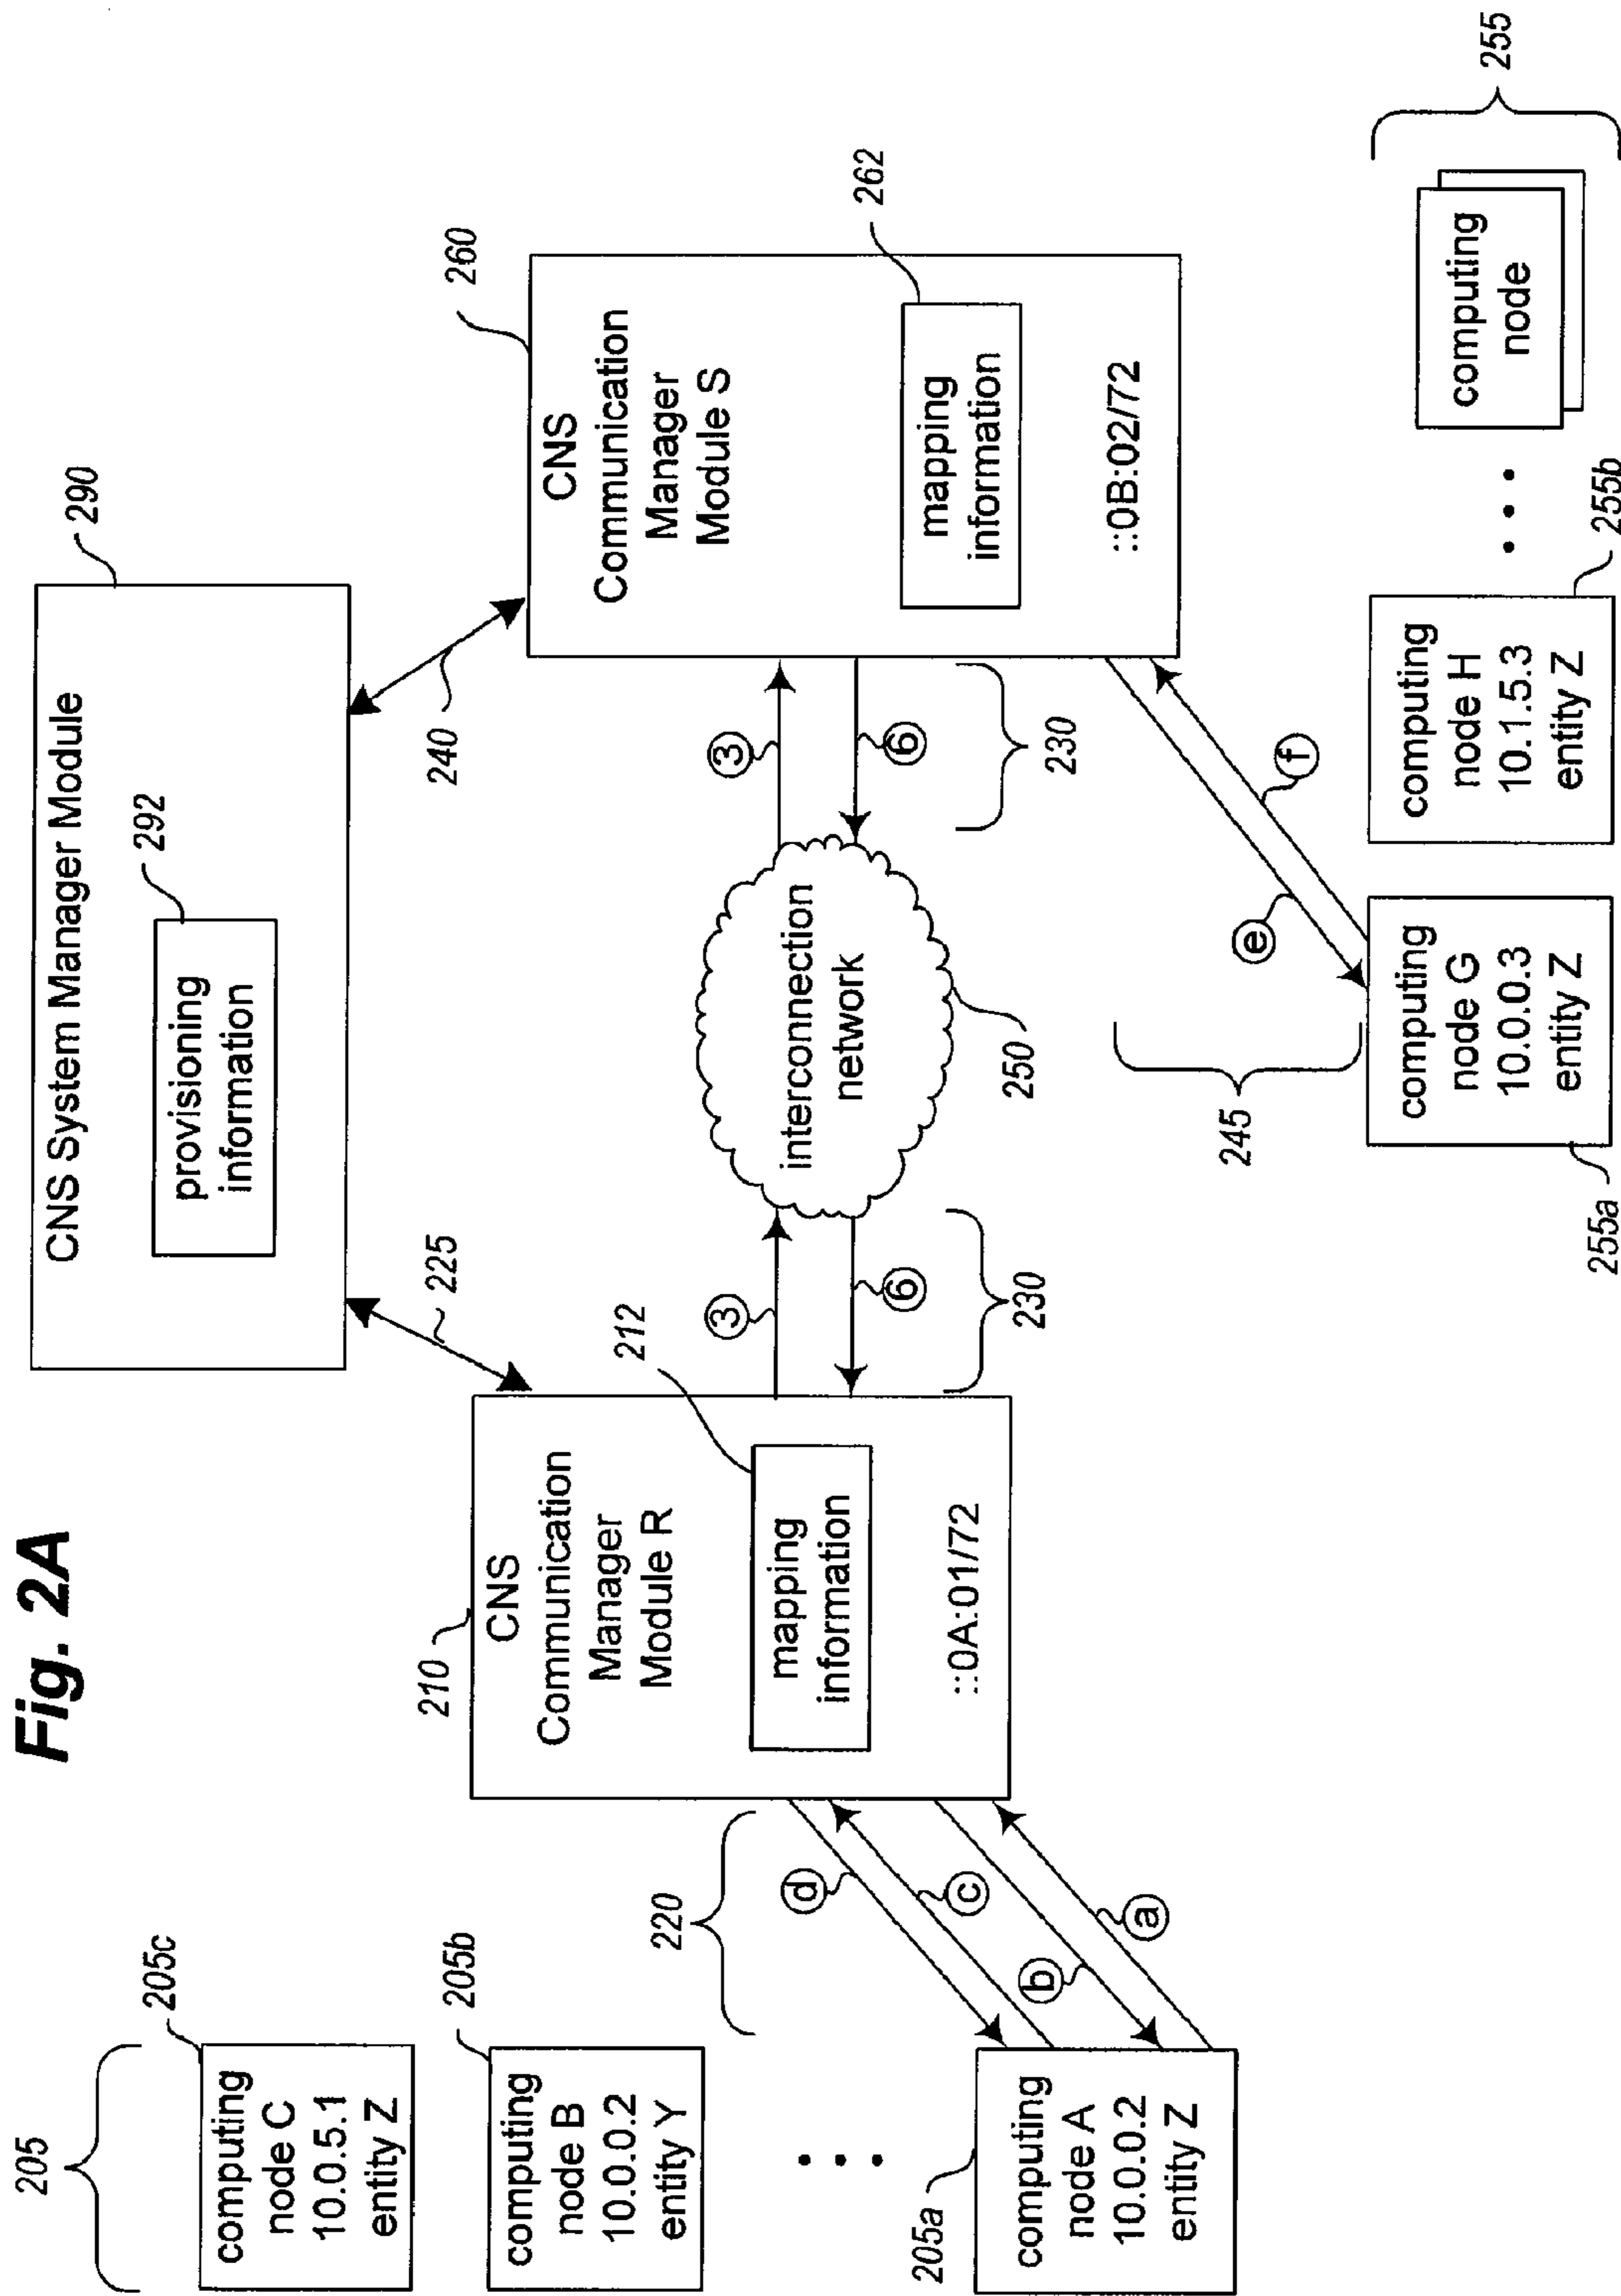 Fig. 2A
290
CNS System Manager Module
292
provisioning
information
225
240
205
205c
computing
node C
10.0.5.1
entity Z
205b
computing
node B
10.0.0.2
entity Y
205a
computing
node A
10.0.0.2
entity Z
220
d
c
b
a
210
CNS
Communication
Manager
Module R
212
mapping
information
::0A:01/72
3
6
230
interconnection
network
250
3
6
230
260
CNS
Communication
Manager
Module S
262
mapping
information
::0B:02/72
245
e
f
255a
computing
node G
10.0.0.3
entity Z
255b
computing
node H
10.1.5.3
entity Z
255
computing
node